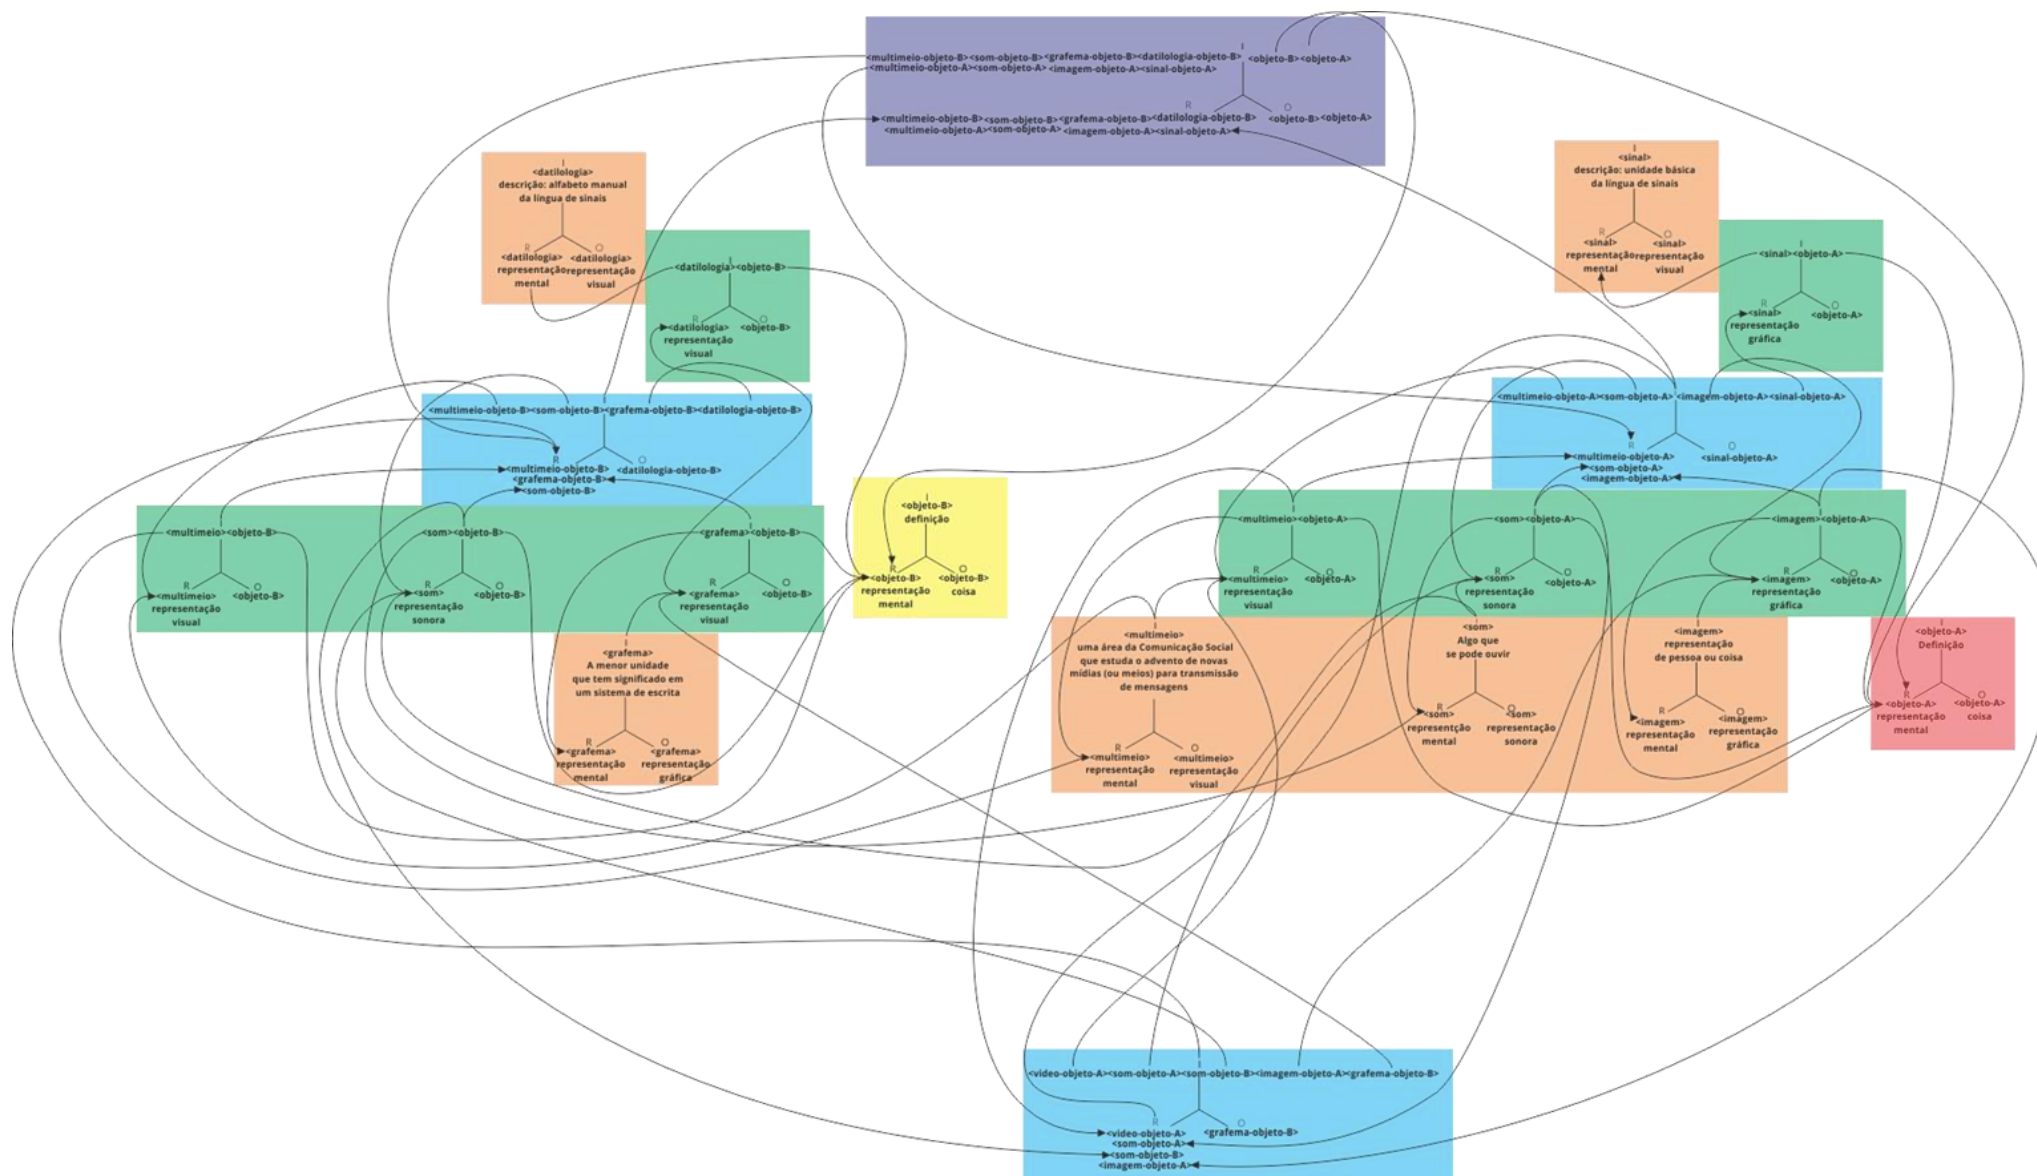 I
<multimeio-objeto-B><som-objeto-B><grafema-objeto-B><datilologia-objeto-B> <objeto-B><objeto-A>
<multimeio-objeto-A><som-objeto-A> <imagem-objeto-A><sinal-objeto-A>
R O
<multimeio-objeto-B><som-objeto-B><grafema-objeto-B><datilologia-objeto-B> <objeto-B><objeto-A>
<multimeio-objeto-A><som-objeto-A> <imagem-objeto-A><sinal-objeto-A>
I
<datilologia>
descrição: alfabeto manual
da língua de sinais
R O
<datilologia> <datilologia>
representação representação
mental visual
I
<datilologia><objeto-B>
R O
<datilologia> <objeto-B>
representação
visual
I
<sinal>
descrição: unidade básica
da língua de sinais
R O
<sinal> <sinal>
representação representação
mental visual
I
<sinal><objeto-A>
R O
<sinal> <objeto-A>
representação
gráfica
<multimeio-objeto-B><som-objeto-B><grafema-objeto-B><datilologia-objeto-B>
R O
<multimeio-objeto-B> <datilologia-objeto-B>
<grafema-objeto-B>
<som-objeto-B>
<multimeio-objeto-A><som-objeto-A> <imagem-objeto-A><sinal-objeto-A>
R O
<multimeio-objeto-A> <sinal-objeto-A>
<som-objeto-A>
<imagem-objeto-A>
<multimeio><objeto-B>
R O
<multimeio> <objeto-B>
representação
visual
<som><objeto-B>
R O
<som> <objeto-B>
representação
sonora
<grafema><objeto-B>
R O
<grafema> <objeto-B>
representação
visual
I
<objeto-B>
definição
R O
<objeto-B> <objeto-B>
representação coisa
mental
<multimeio><objeto-A>
R O
<multimeio> <objeto-A>
representação
visual
<som><objeto-A>
R O
<som> <objeto-A>
representação
sonora
<imagem><objeto-A>
R O
<imagem> <objeto-A>
representação
gráfica
I
<grafema>
A menor unidade
que tem significado em
um sistema de escrita
R O
<grafema> <grafema>
representação representação
mental gráfica
I
<multimeio>
uma área da Comunicação Social
que estuda o advento de novas
mídias (ou meios) para transmissão
de mensagens
R O
<multimeio> <multimeio>
representação representação
mental visual
<som>
Algo que
se pode ouvir
R O
<som> <som>
represențção representção
mental sonora
<imagem>
representação
de pessoa ou coisa
R O
<imagem> <imagem>
representação representação
mental gráfica
I
<objeto-A>
Definição
R O
<objeto-A> <objeto-A>
representação coisa
mental
<video-objeto-A><som-objeto-A><som-objeto-B><imagem-objeto-A><grafema-objeto-B>
R O
<video-objeto-A> <grafema-objeto-B>
<som-objeto-A>
<som-objeto-B>
<imagem-objeto-A>